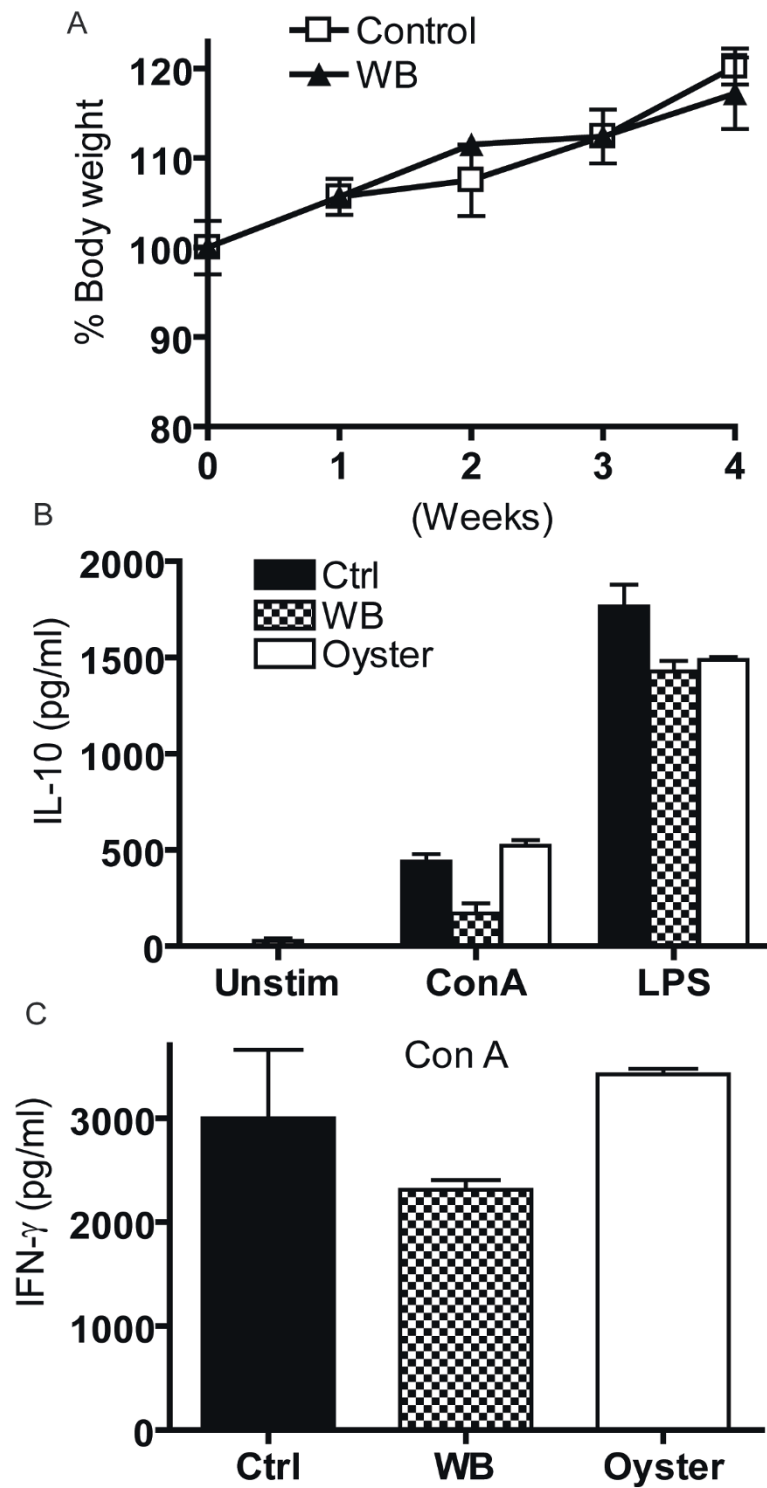 A
Control
WB
120
110
100
90
80
% Body weight
0 1 2 3 4
(Weeks)
B
Ctrl
WB
Oyster
2000
1500
1000
500
0
IL-10 (pg/ml)
Unstim ConA LPS
C
Con A
3000
2000
1000
0
IFN-γ (pg/ml)
Ctrl WB Oyster